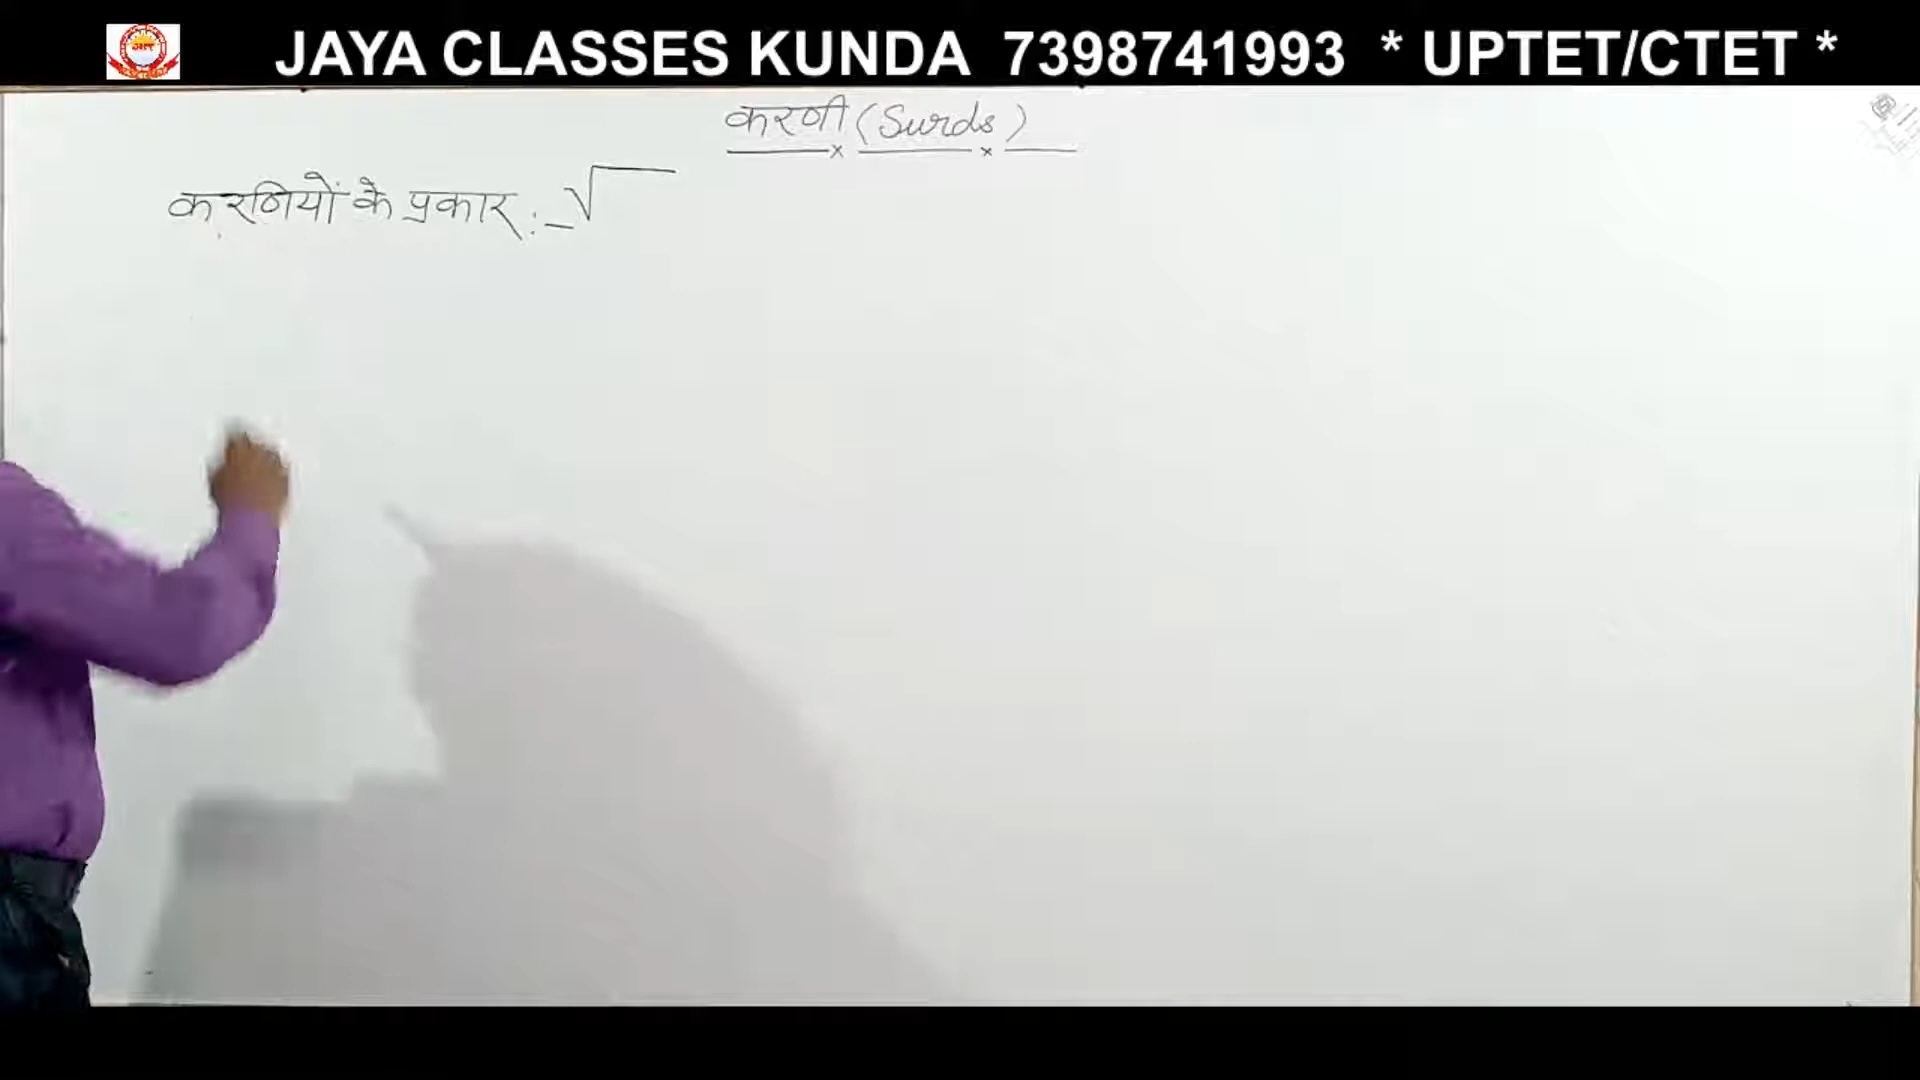 JAYA CLASSES KUNDA 7398741993 * UPTET/CTET *
करणी (Surds)
करणियों के प्रकार :- √